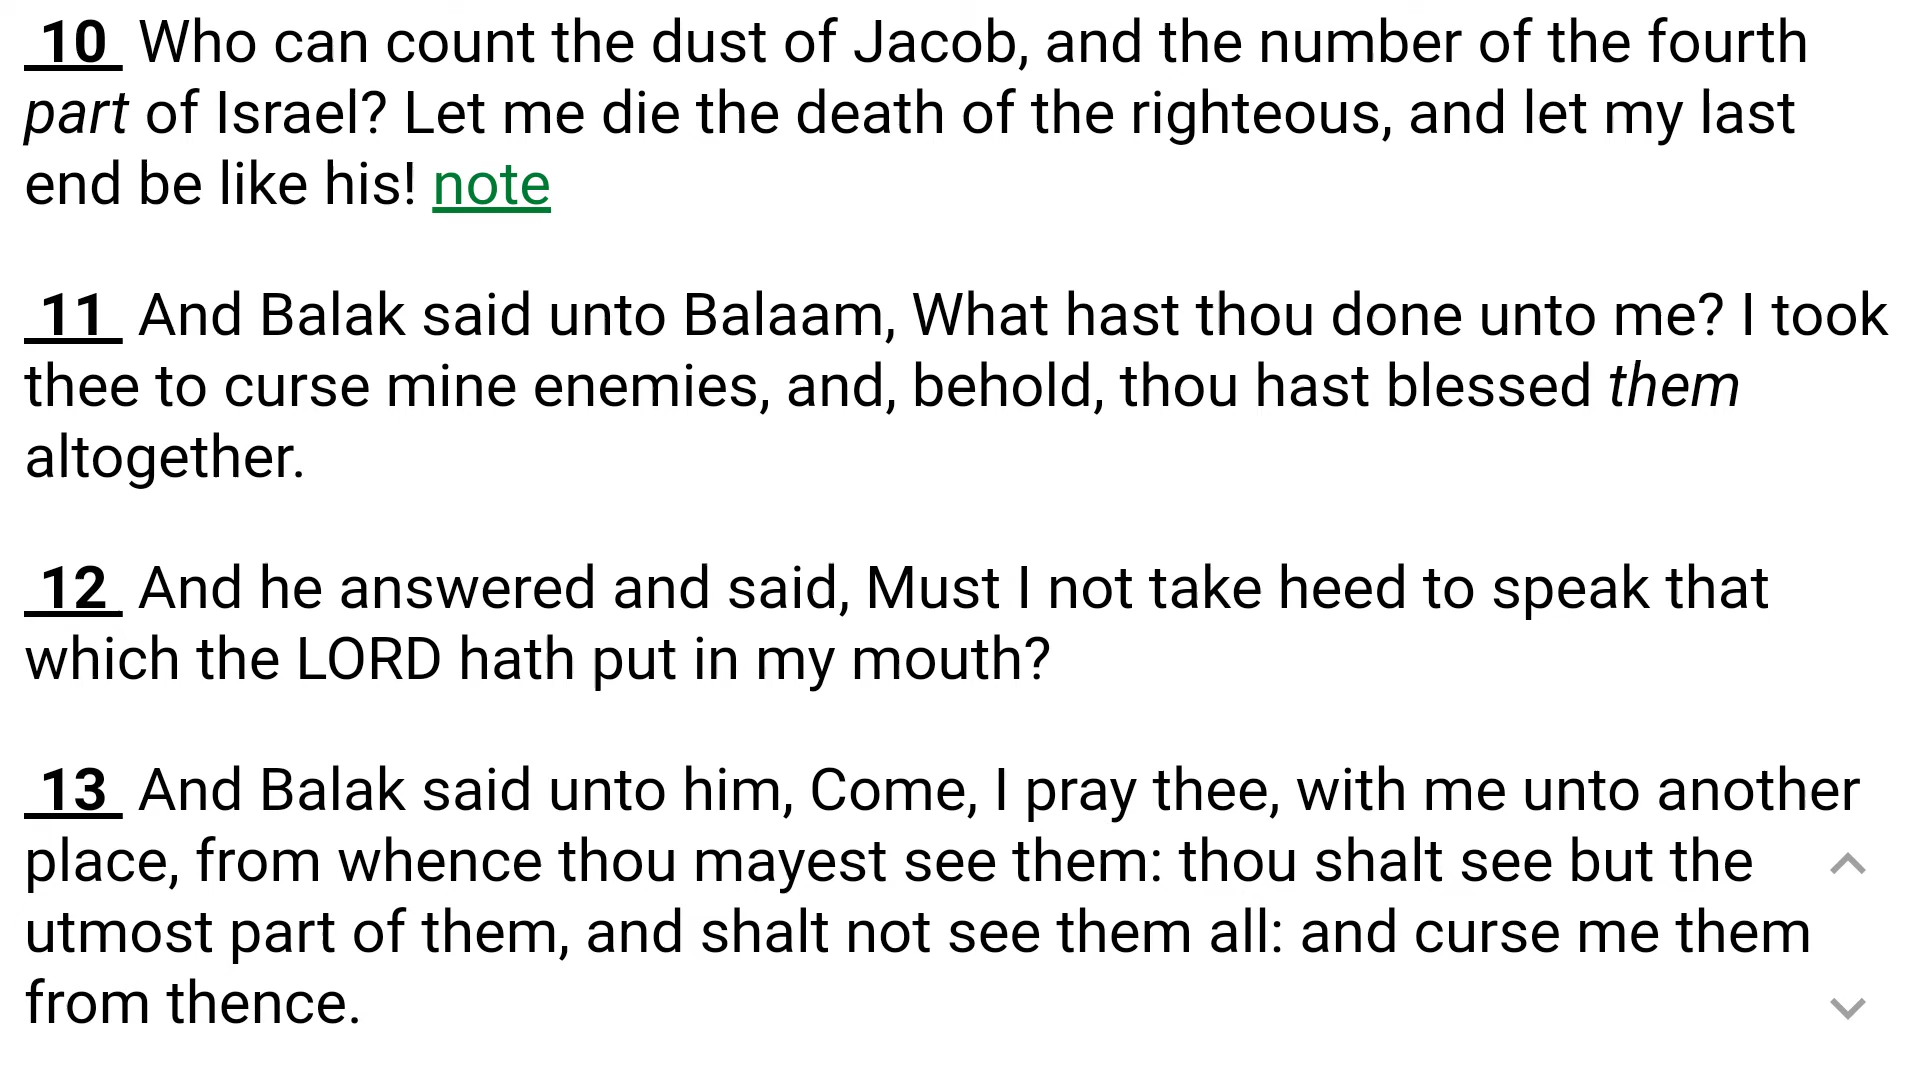 10 Who can count the dust of Jacob, and the number of the fourth
part of Israel? Let me die the death of the righteous, and let my last
end be like his! note
11 And Balak said unto Balaam, What hast thou done unto me? I took
thee to curse mine enemies, and, behold, thou hast blessed them
altogether.
12 And he answered and said, Must I not take heed to speak that
which the LORD hath put in my mouth?
13 And Balak said unto him, Come, I pray thee, with me unto another
place, from whence thou mayest see them: thou shalt see but the
utmost part of them, and shalt not see them all: and curse me them
from thence.